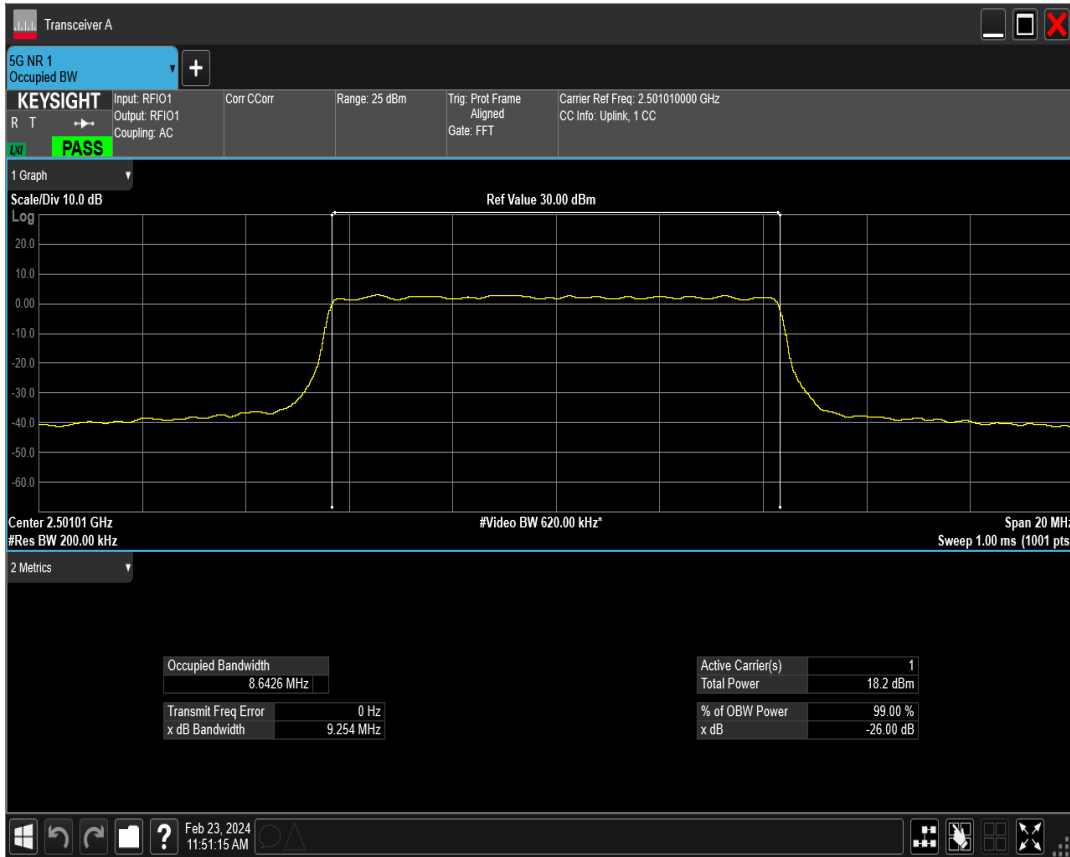 Transceiver A
5G NR 1
Occupied BW
KEYSIGHT
R T
LXI
PASS
Input: RFIO1
Output: RFIO1
Coupling: AC
Corr CCorr
Range: 25 dBm
Trig: Prot Frame
Aligned
Gate: FFT
Carrier Ref Freq: 2.501010000 GHz
CC Info: Uplink, 1 CC
1 Graph
Scale/Div 10.0 dB
Ref Value 30.00 dBm
Log
20.0
10.0
0.00
-10.0
-20.0
-30.0
-40.0
-50.0
-60.0
Center 2.50101 GHz
#Video BW 620.00 kHz*
Span 20 MHz
#Res BW 200.00 kHz
Sweep 1.00 ms (1001 pts
2 Metrics
Occupied Bandwidth
8.6426 MHz
Transmit Freq Error 0 Hz
x dB Bandwidth 9.254 MHz
Active Carrier(s) 1
Total Power 18.2 dBm
% of OBW Power 99.00 %
x dB -26.00 dB
?
Feb 23, 2024
11:51:15 AM